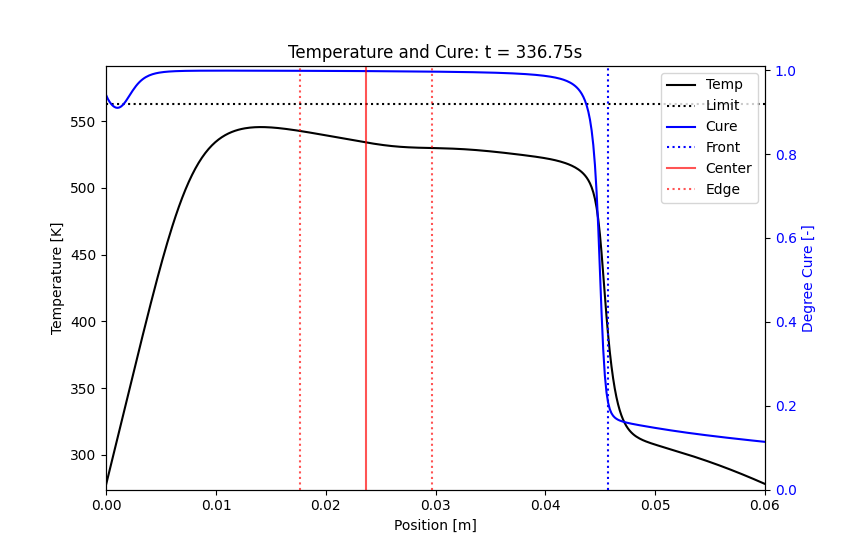 Temperature and Cure: t = 336.75s
Temperature [K]
550
500
450
400
350
300
Temp
Limit
Cure
Front
Center
Edge
1.0
0.8
0.6
0.4
0.2
0.0
Degree Cure [-]
0.00
0.01
0.02
0.03
0.04
0.05
0.06
Position [m]